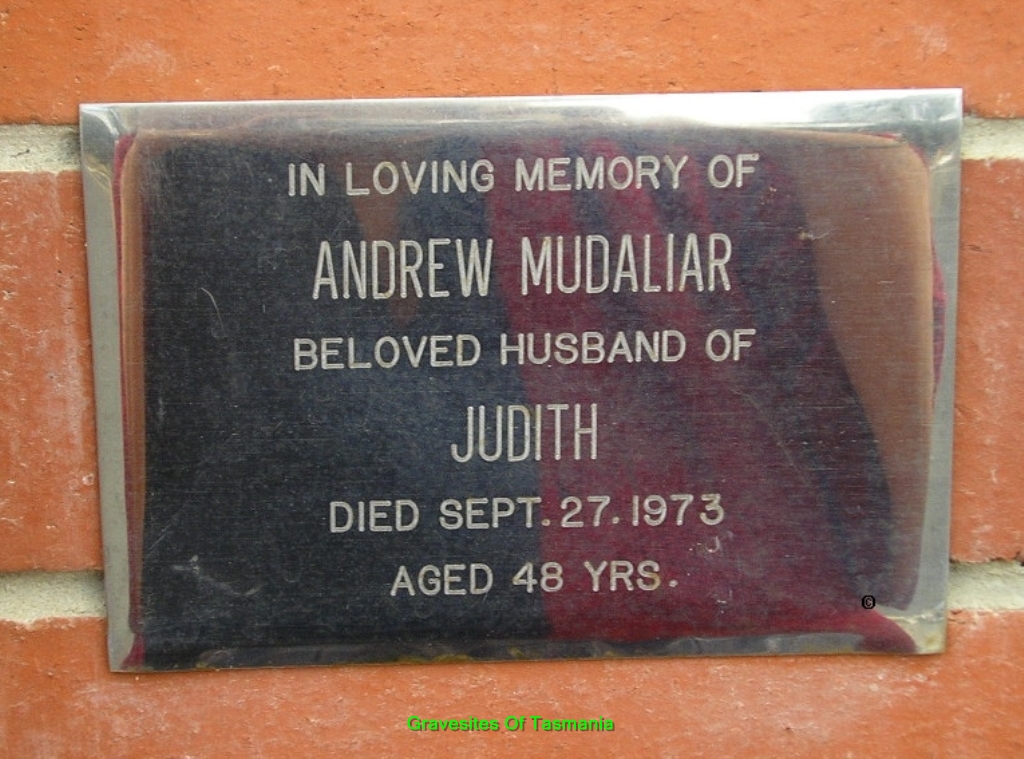 IN LOVING MEMORY OF
ANDREW MUDALIAR
BELOVED HUSBAND OF
JUDITH
DIED SEPT. 27. 1973
AGED 48 YRS.
©
Gravesites Of Tasmania